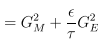 = G_M^2 + \frac{\epsilon}{\tau} G_E^2